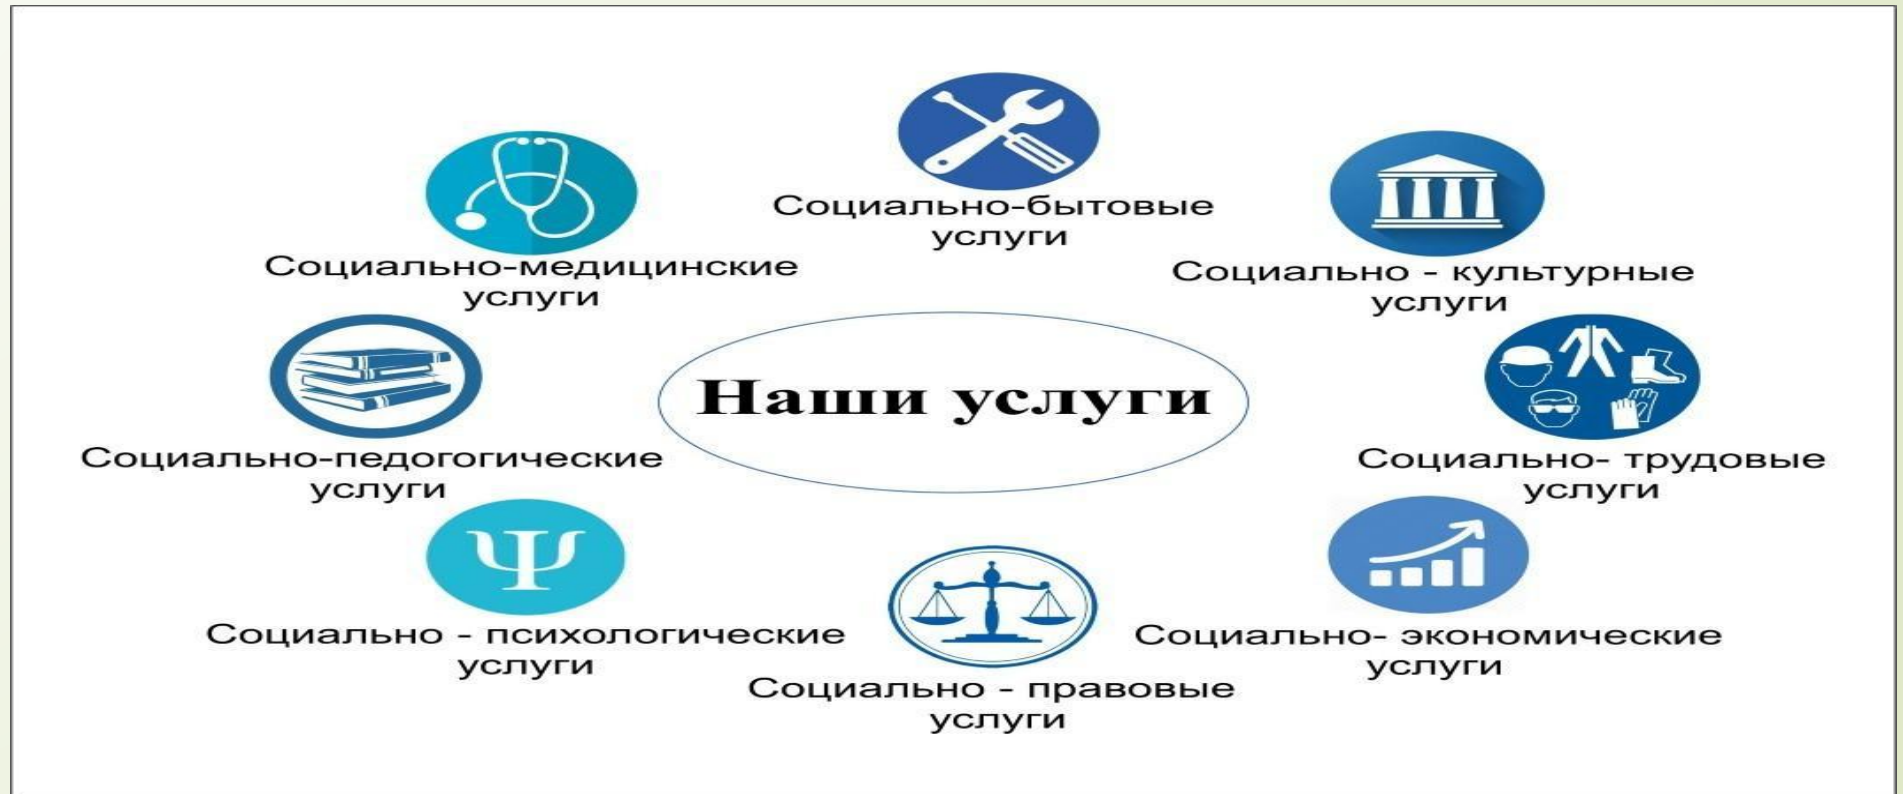 Социально-бытовые
услуги
Социально-медицинские
услуги
Социально - культурные
услуги
Наши услуги
Социально-педогогические
услуги
Социально- трудовые
услуги
Социально - психологические
услуги
Социально- экономические
услуги
Социально - правовые
услуги